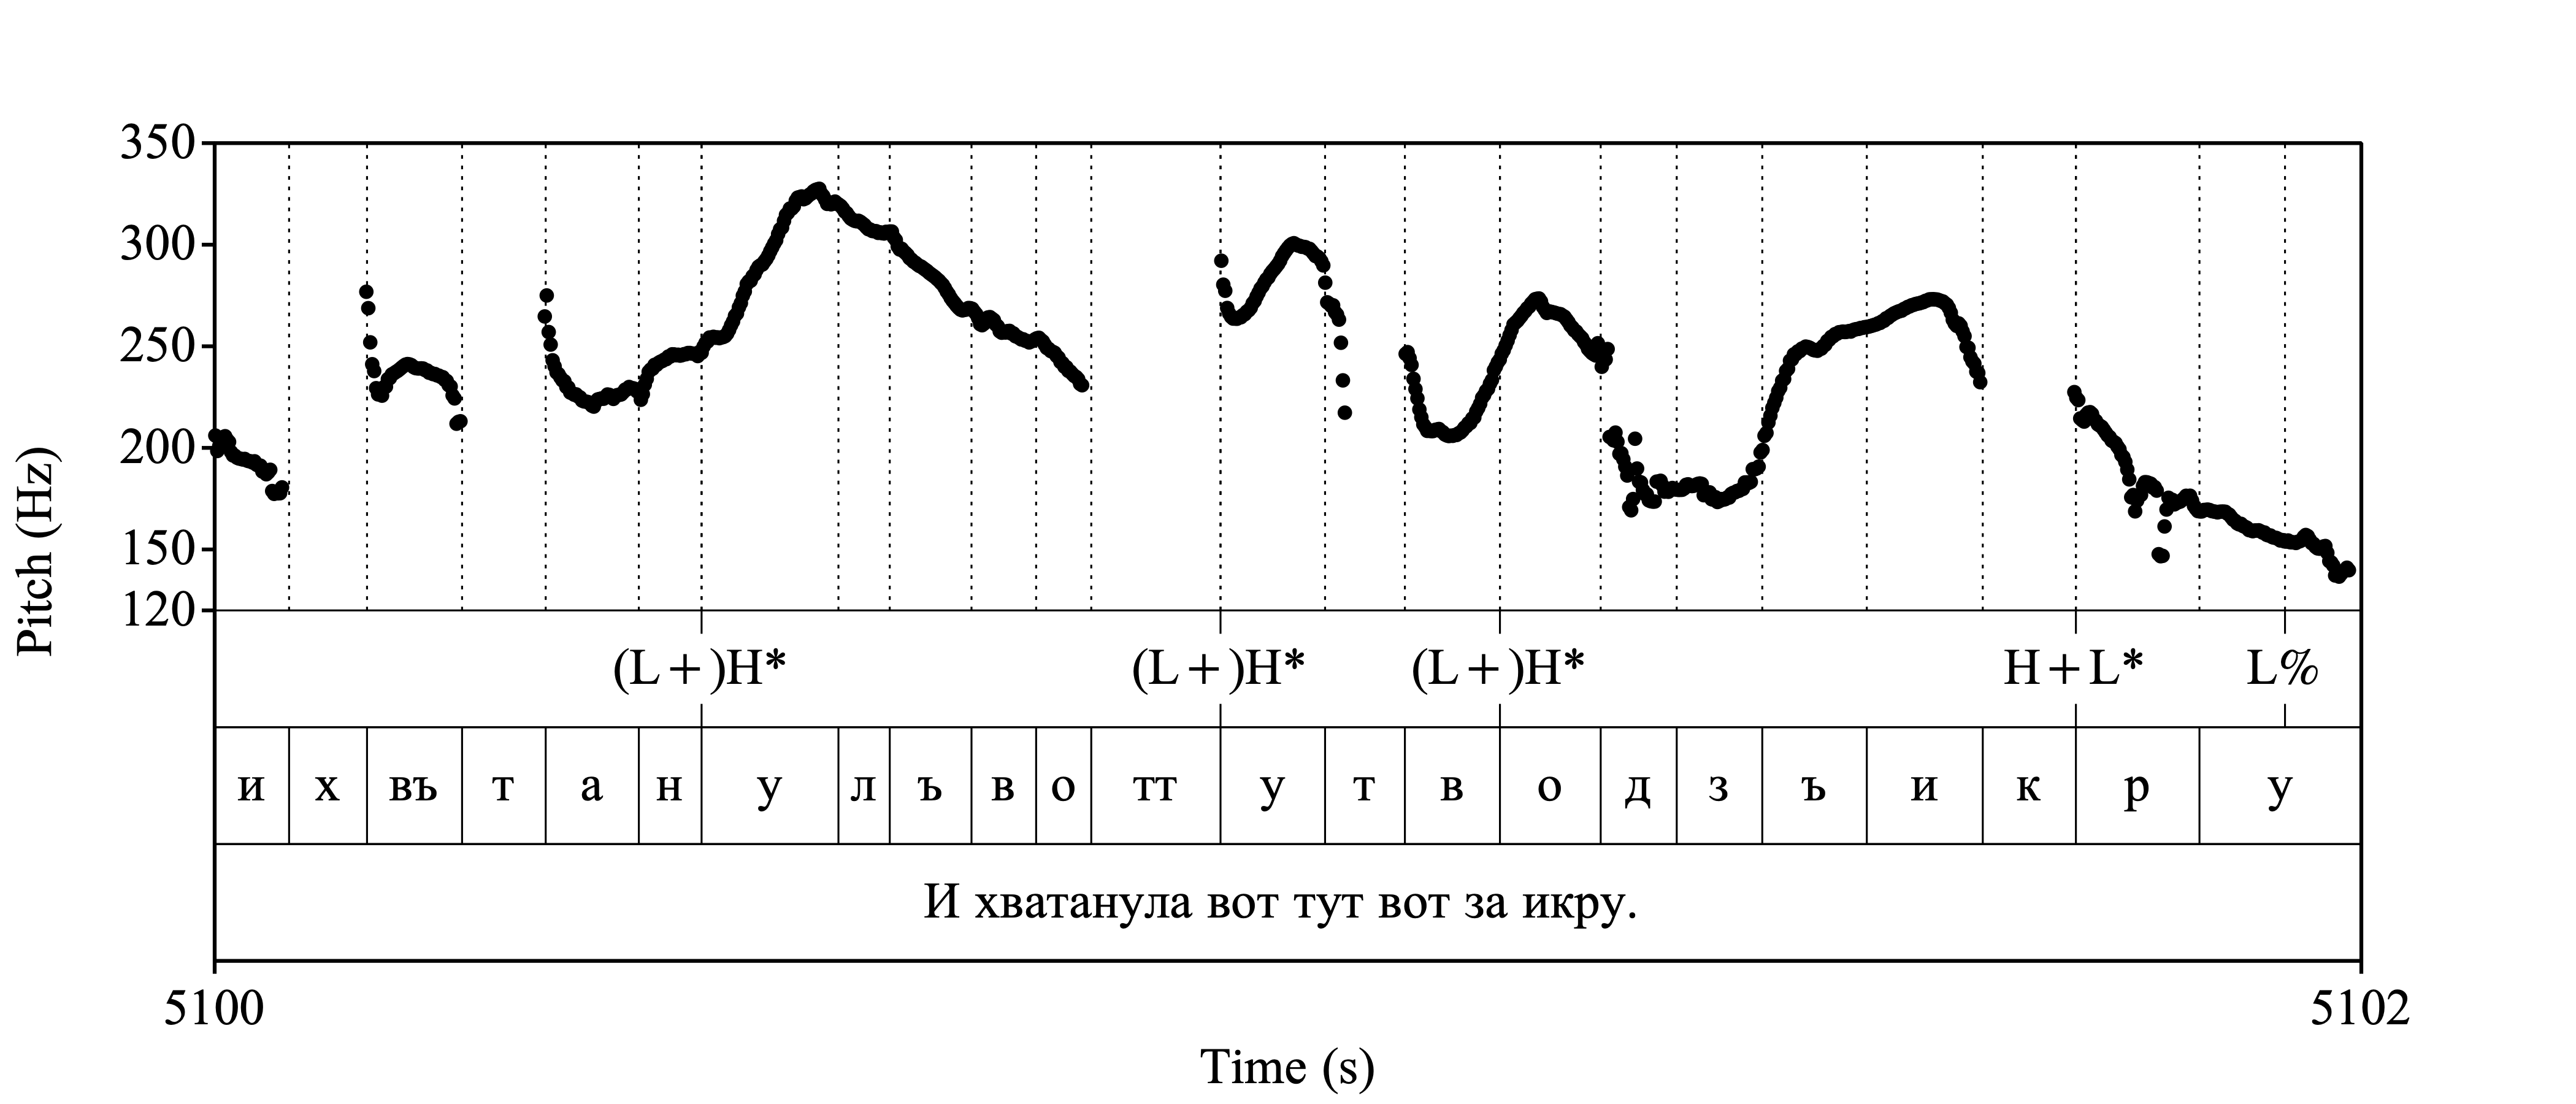 350
300
250
200
150
120
Pitch (Hz)
(L+)H* (L+)H* (L+)H* H+L* L%
и х въ т а н у л ъ в о тт у т в о д з ъ и к р у
И хватанула вот тут вот за икру.
5100 5102
Time (s)